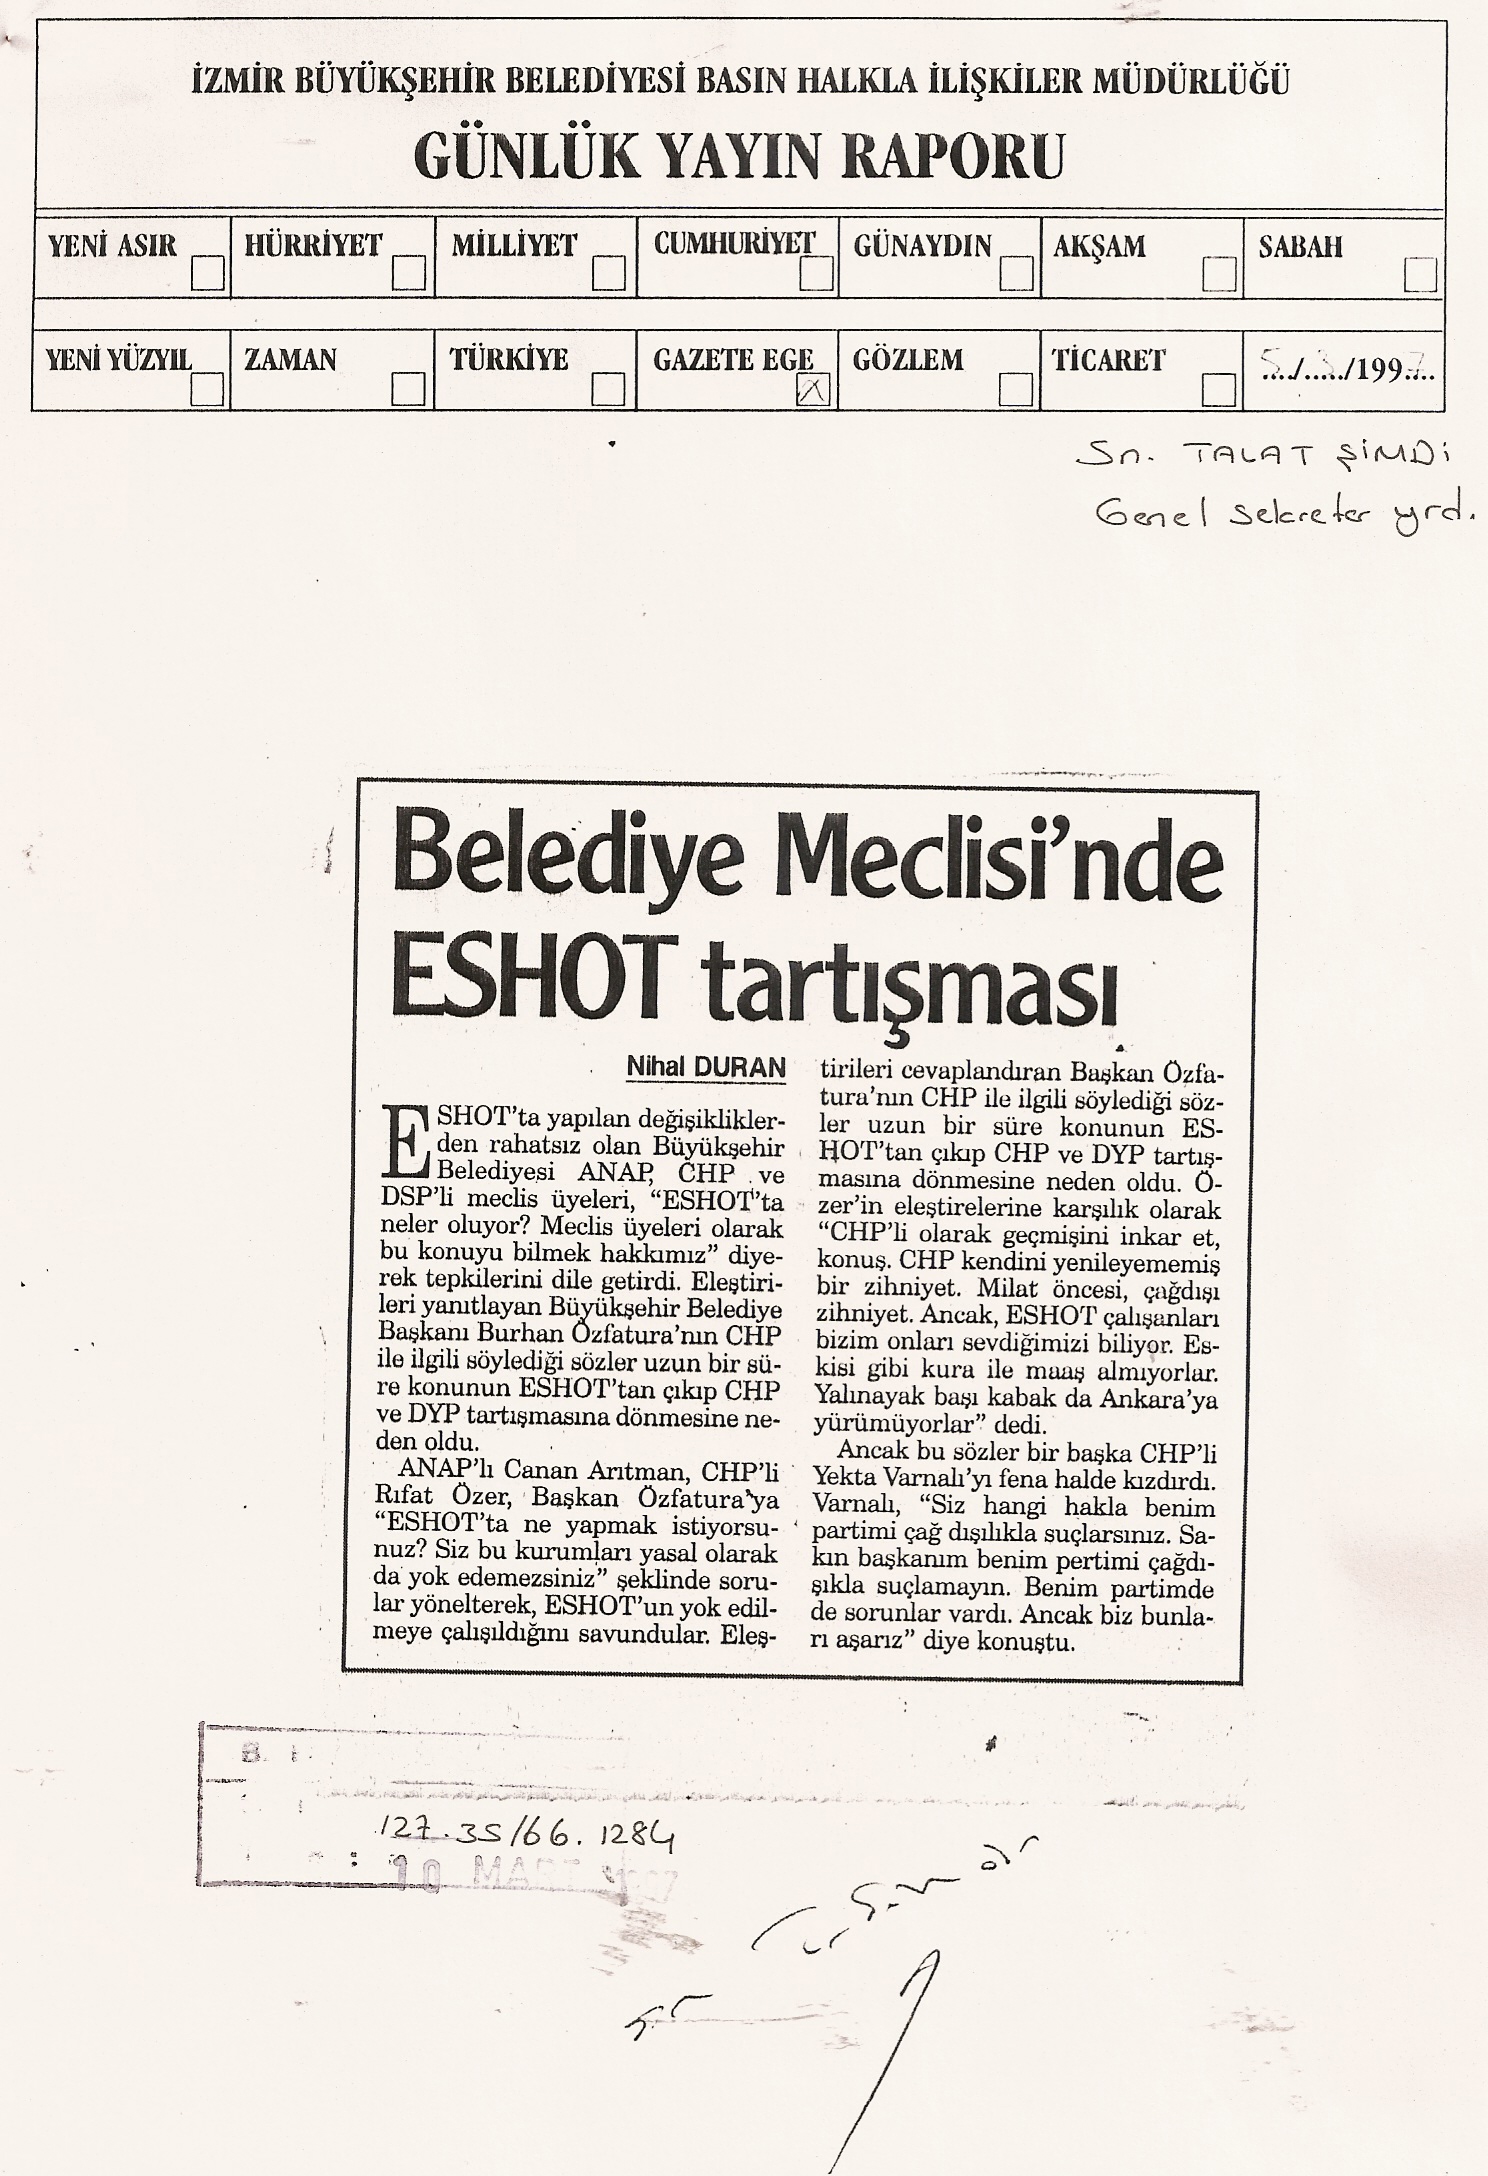 İZMİR BÜYÜKŞEHİR BELEDİYESİ BASIN HALKLA İLİŞKİLER MÜDÜRLÜĞÜ
GÜNLÜK YAYIN RAPORU
YENİ ASIR HÜRRİYET MİLLİYET CUMHURİYET GÜNAYDIN AKŞAM SABAH
YENİ YÜZYIL ZAMAN TÜRKİYE GAZETE EGE GÖZLEM TİCARET 5/3/1997
Sn. TALAT ŞİMDİ
Genel Sekreter yrd.
Belediye Meclisi’nde
ESHOT tartışması
Nihal DURAN
ESHOT’ta yapılan değişiklikler-
den rahatsız olan Büyükşehir
Belediyesi ANAP, CHP ve
DSP’li meclis üyeleri, “ESHOT’ta
neler oluyor? Meclis üyeleri olarak
bu konuyu bilmek hakkımız” diye-
rek tepkilerini dile getirdi. Eleştiri-
leri yanıtlayan Büyükşehir Belediye
Başkanı Burhan Özfatura’nın CHP
ile ilgili söylediği sözler uzun bir sü-
re konunun ESHOT’tan çıkıp CHP
ve DYP tartışmasına dönmesine ne-
den oldu.
ANAP’lı Canan Arıtman, CHP’li
Rıfat Özer, Başkan Özfatura’ya
“ESHOT’ta ne yapmak istiyorsu-
nuz? Siz bu kurumları yasal olarak
da yok edemezsiniz” şeklinde soru-
lar yönelterek, ESHOT’un yok edil-
meye çalışıldığını savundular. Eleş-
tirileri cevaplandıran Başkan Özfa-
tura’nın CHP ile ilgili söylediği söz-
ler uzun bir süre konunun ES-
HOT’tan çıkıp CHP ve DYP tartış-
masına dönmesine neden oldu. Ö-
zer’in eleştirelerine karşılık olarak
“CHP’li olarak geçmişini inkar et,
konuş. CHP kendini yenileyememiş
bir zihniyet. Milat öncesi, çağdışı
zihniyet. Ancak, ESHOT çalışanları
bizim onları sevdiğimizi biliyor. Es-
kisi gibi kura ile maaş almıyorlar.
Yalınayak başı kabak da Ankara’ya
yürümüyorlar” dedi.
Ancak bu sözler bir başka CHP’li
Yekta Varnalı’yı fena halde kızdırdı.
Varnalı, “Siz hangi hakla benim
partimi çağ dışılıkla suçlarsınız. Sa-
kın başkanım benim pertimi çağdı-
şıkla suçlamayın. Benim partimde
de sorunlar vardı. Ancak biz bunla-
rı aşarız” diye konuştu.
127.35/66.1284
10 MART